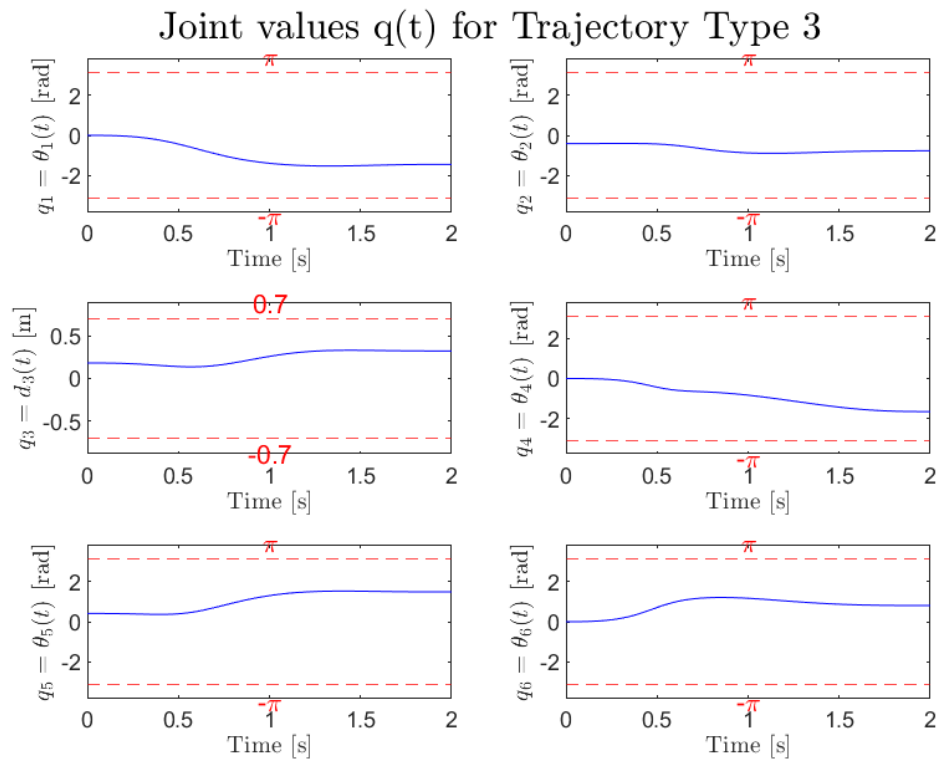 Joint values q(t) for Trajectory Type 3
π
2
0
-2
-π
q₁ = θ₁(t) [rad]
0 0.5 1 1.5 2
Time [s]
π
2
0
-2
-π
q₂ = θ₂(t) [rad]
0 0.5 1 1.5 2
Time [s]
0.7
0.5
0
-0.5
-0.7
q₃ = d₃(t) [m]
0 0.5 1 1.5 2
Time [s]
π
2
0
-2
-π
q₄ = θ₄(t) [rad]
0 0.5 1 1.5 2
Time [s]
π
2
0
-2
-π
q₅ = θ₅(t) [rad]
0 0.5 1 1.5 2
Time [s]
π
2
0
-2
-π
q₆ = θ₆(t) [rad]
0 0.5 1 1.5 2
Time [s]